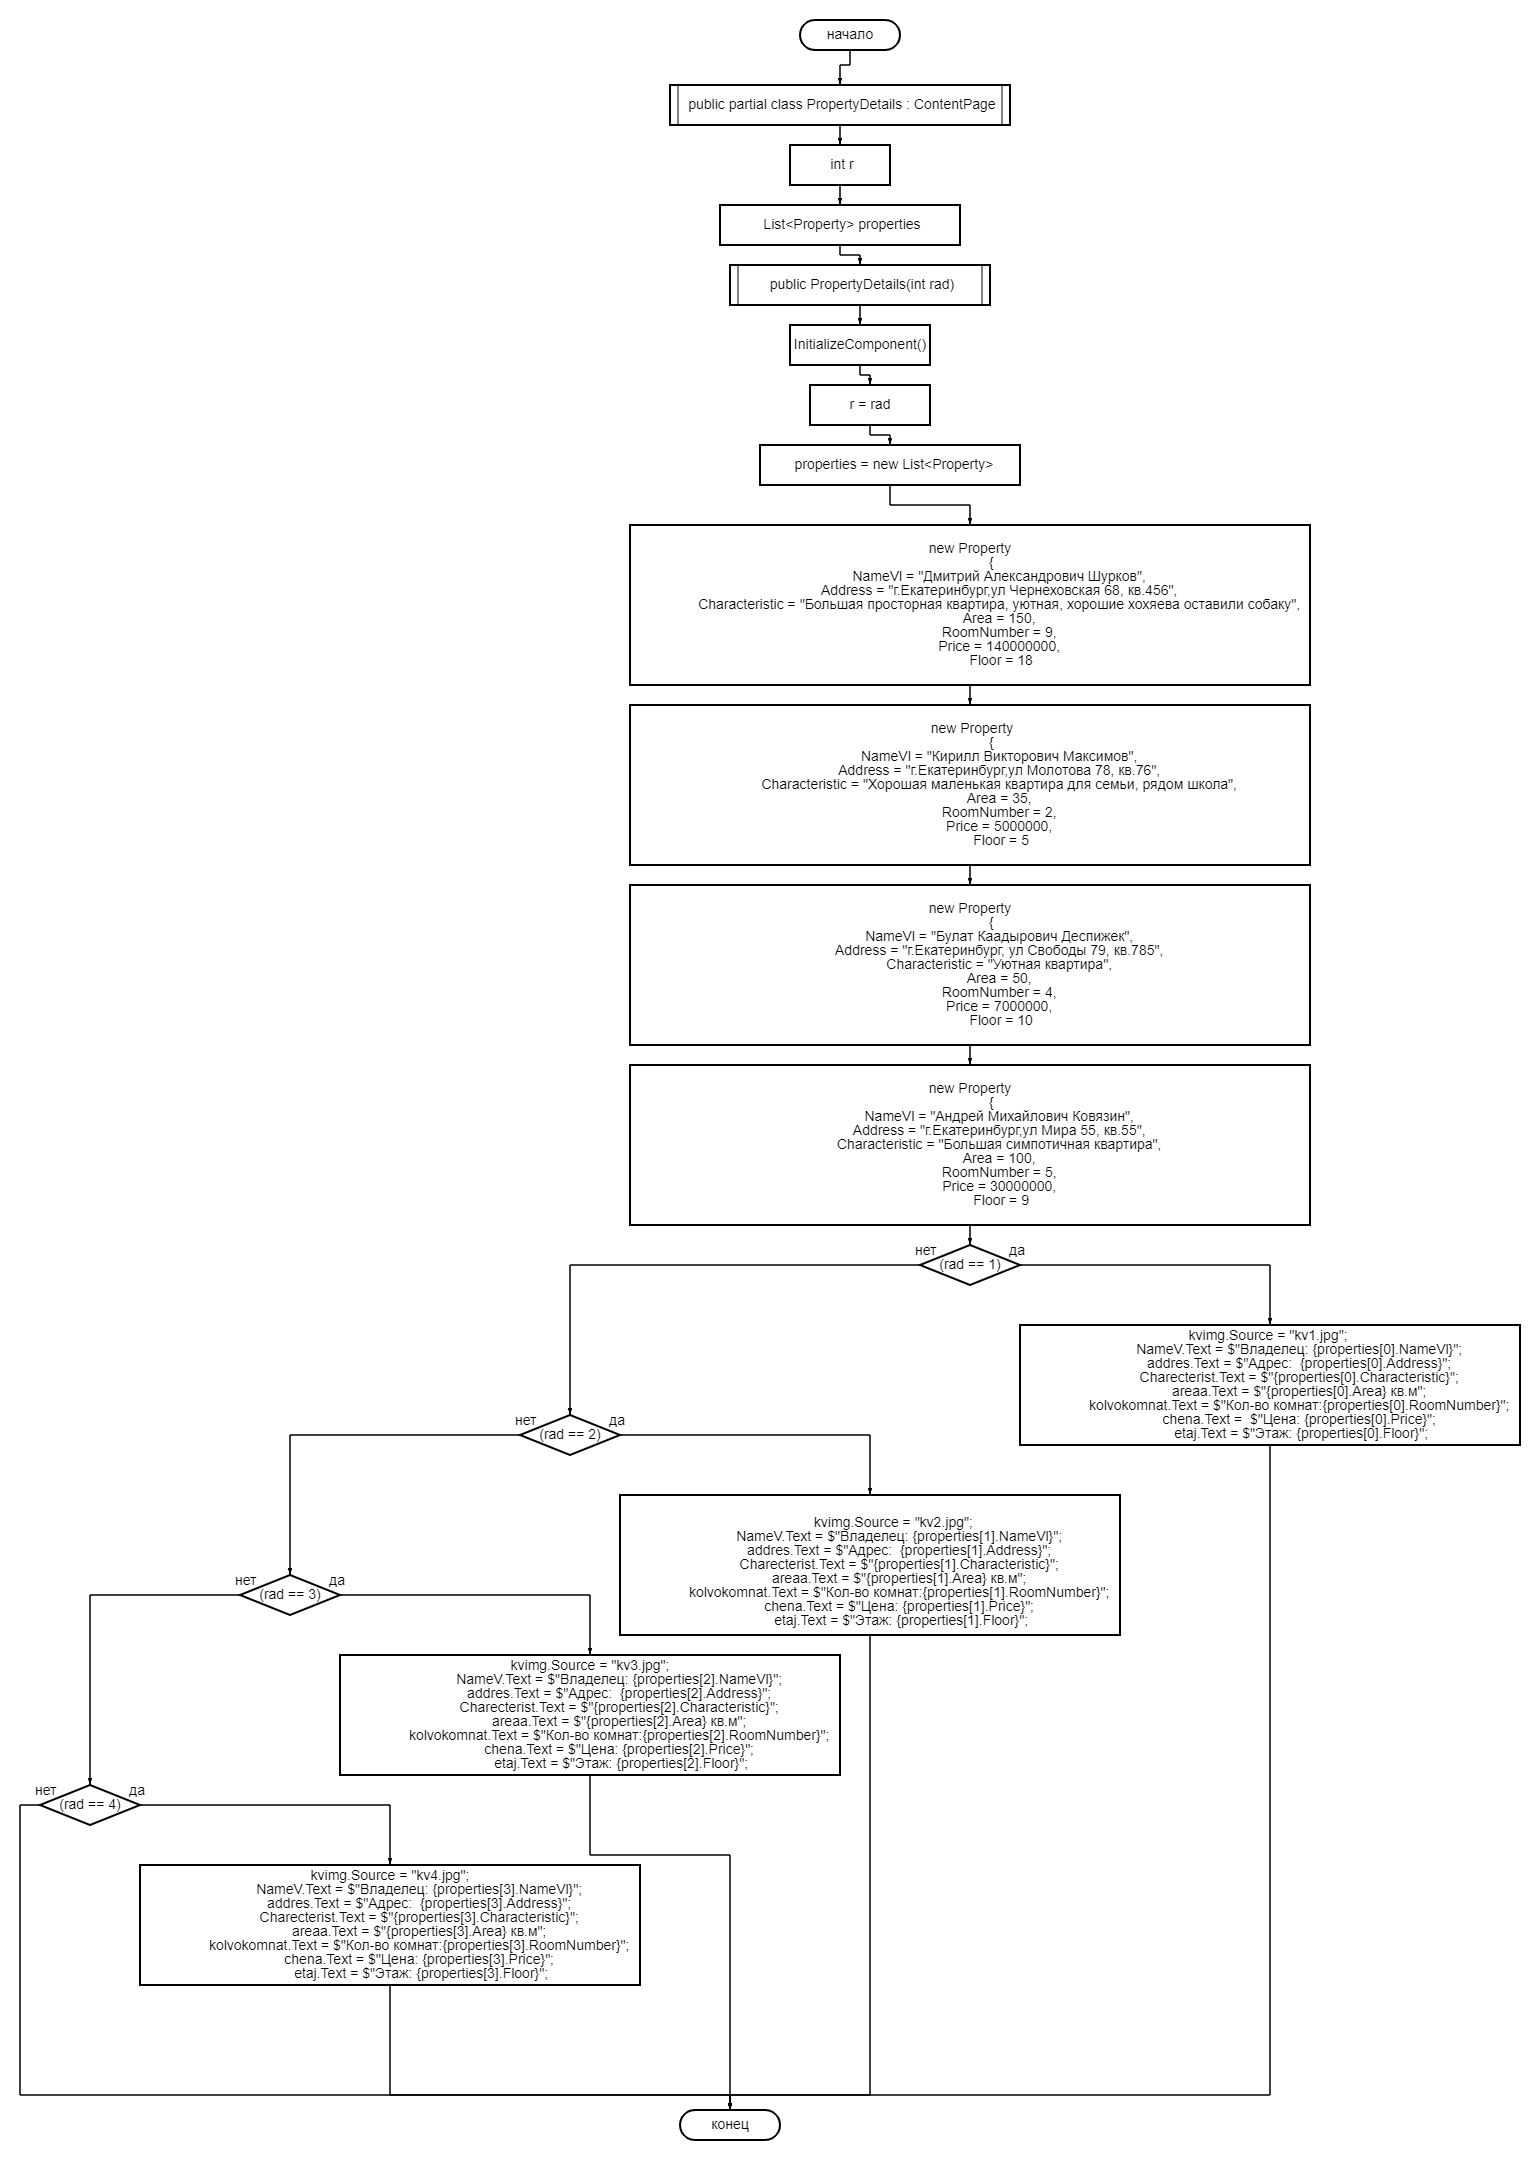 начало
public partial class PropertyDetails : ContentPage
int r
List<Property> properties
public PropertyDetails(int rad)
InitializeComponent()
r = rad
properties = new List<Property>
new Property
{
NameVl = "Дмитрий Александрович Шурков",
Address = "г.Екатеринбург,ул Чернеховская 68, кв.456",
Characteristic = "Большая просторная квартира, уютная, хорошие хохяева оставили собаку",
Area = 150,
RoomNumber = 9,
Price = 140000000,
Floor = 18
new Property
{
NameVl = "Кирилл Викторович Максимов",
Address = "г.Екатеринбург,ул Молотова 78, кв.76",
Characteristic = "Хорошая маленькая квартира для семьи, рядом школа",
Area = 35,
RoomNumber = 2,
Price = 5000000,
Floor = 5
new Property
{
NameVl = "Булат Каадырович Деспижек",
Address = "г.Екатеринбург, ул Свободы 79, кв.785",
Characteristic = "Уютная квартира",
Area = 50,
RoomNumber = 4,
Price = 7000000,
Floor = 10
new Property
{
NameVl = "Андрей Михайлович Ковязин",
Address = "г.Екатеринбург,ул Мира 55, кв.55",
Characteristic = "Большая симпотичная квартира",
Area = 100,
RoomNumber = 5,
Price = 30000000,
Floor = 9
нет да
(rad == 1)
kvimg.Source = "kv1.jpg";
NameV.Text = $"Владелец: {properties[0].NameVl}";
addres.Text = $"Адрес:  {properties[0].Address}";
Charecterist.Text = $"{properties[0].Characteristic}";
areaa.Text = $"{properties[0].Area} кв.м";
kolvokomnat.Text = $"Кол-во комнат:{properties[0].RoomNumber}";
chena.Text =  $"Цена: {properties[0].Price}";
etaj.Text = $"Этаж: {properties[0].Floor}";
нет да
(rad == 2)
kvimg.Source = "kv2.jpg";
NameV.Text = $"Владелец: {properties[1].NameVl}";
addres.Text = $"Адрес:  {properties[1].Address}";
Charecterist.Text = $"{properties[1].Characteristic}";
areaa.Text = $"{properties[1].Area} кв.м";
kolvokomnat.Text = $"Кол-во комнат:{properties[1].RoomNumber}";
chena.Text = $"Цена: {properties[1].Price}";
etaj.Text = $"Этаж: {properties[1].Floor}";
нет да
(rad == 3)
kvimg.Source = "kv3.jpg";
NameV.Text = $"Владелец: {properties[2].NameVl}";
addres.Text = $"Адрес:  {properties[2].Address}";
Charecterist.Text = $"{properties[2].Characteristic}";
areaa.Text = $"{properties[2].Area} кв.м";
kolvokomnat.Text = $"Кол-во комнат:{properties[2].RoomNumber}";
chena.Text = $"Цена: {properties[2].Price}";
etaj.Text = $"Этаж: {properties[2].Floor}";
нет да
(rad == 4)
kvimg.Source = "kv4.jpg";
NameV.Text = $"Владелец: {properties[3].NameVl}";
addres.Text = $"Адрес:  {properties[3].Address}";
Charecterist.Text = $"{properties[3].Characteristic}";
areaa.Text = $"{properties[3].Area} кв.м";
kolvokomnat.Text = $"Кол-во комнат:{properties[3].RoomNumber}";
chena.Text = $"Цена: {properties[3].Price}";
etaj.Text = $"Этаж: {properties[3].Floor}";
конец